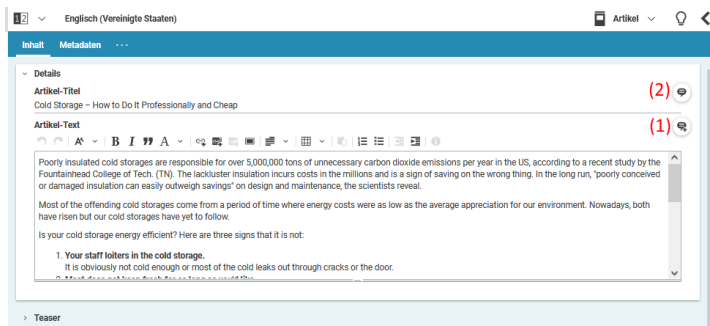 12 Englisch (Vereinigte Staaten) Artikel
Inhalt Metadaten ···
Details
Artikel-Titel
(2)
Cold Storage – How to Do It Professionally and Cheap
Artikel-Text
(1)
Poorly insulated cold storages are responsible for over 5,000,000 tons of unnecessary carbon dioxide emissions per year in the US, according to a recent study by the
Fountainhead College of Tech. (TN). The lackluster insulation incurs costs in the millions and is a sign of saving on the wrong thing. In the long run, "poorly conceived
or damaged insulation can easily outweigh savings" on design and maintenance, the scientists reveal.
Most of the offending cold storages come from a period of time where energy costs were as low as the average appreciation for our environment. Nowadays, both
have risen but our cold storages have yet to follow.
Is your cold storage energy efficient? Here are three signs that it is not:
1. Your staff loiters in the cold storage.
It is obviously not cold enough or most of the cold leaks out through cracks or the door.
Teaser